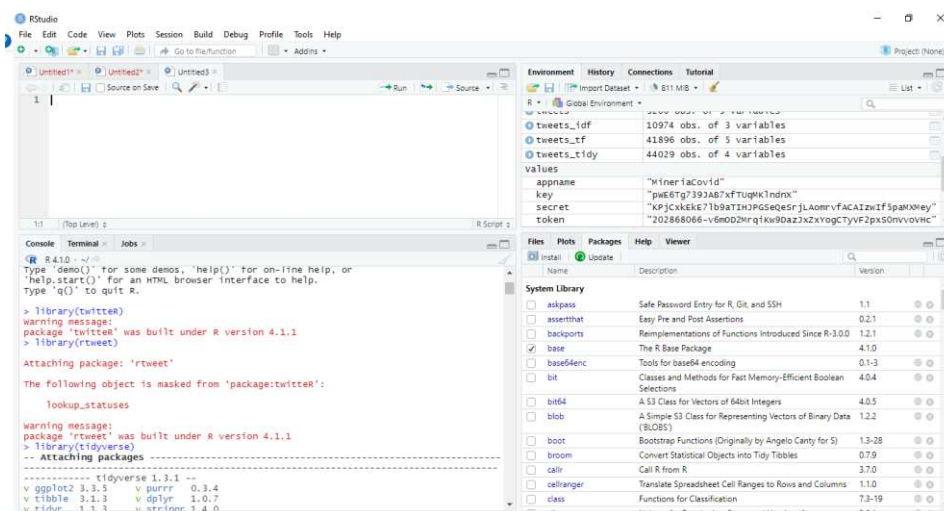 RStudio
File Edit Code View Plots Session Build Debug Profile Tools Help
Go to file/function Addins
Project: (None)
Untitled1* Untitled2* Untitled3
Source on Save Run Source
1
1:1 (Top Level) R Script
Console Terminal Jobs
R 4.1.0 · ~/
Type 'demo()' for some demos, 'help()' for on-line help, or
'help.start()' for an HTML browser interface to help.
Type 'q()' to quit R.
> library(twitteR)
Warning message:
package 'twitteR' was built under R version 4.1.1
> library(rtweet)
Attaching package: 'rtweet'
The following object is masked from 'package:twitteR':
lookup_statuses
Warning message:
package 'rtweet' was built under R version 4.1.1
> library(tidyverse)
-- Attaching packages ------------------------------------------
------------ tidyverse 1.3.1 --
v ggplot2 3.3.5 v purrr 0.3.4
v tibble 3.1.3 v dplyr 1.0.7
v tidyr 1.1.3 v stringr 1.4.0
Environment History Connections Tutorial
Import Dataset 811 MiB List
R Global Environment
tweets_idf 10974 obs. of 3 variables
tweets_tf 41896 obs. of 5 variables
tweets_tidy 44029 obs. of 4 variables
values
appname "MineriaCovid"
key
secret
token
Files Plots Packages Help Viewer
Install Update
Name Description Version
System Library
askpass Safe Password Entry for R, Git, and SSH 1.1
assertthat Easy Pre and Post Assertions 0.2.1
backports Reimplementations of Functions Introduced Since R-3.0.0 1.2.1
base The R Base Package 4.1.0
base64enc Tools for base64 encoding 0.1-3
bit Classes and Methods for Fast Memory-Efficient Boolean Selections 4.0.4
bit64 A S3 Class for Vectors of 64bit Integers 4.0.5
blob A Simple S3 Class for Representing Vectors of Binary Data ('BLOBS') 1.2.2
boot Bootstrap Functions (Originally by Angelo Canty for S) 1.3-28
broom Convert Statistical Objects into Tidy Tibbles 0.7.9
callr Call R from R 3.7.0
cellranger Translate Spreadsheet Cell Ranges to Rows and Columns 1.1.0
class Functions for Classification 7.3-19